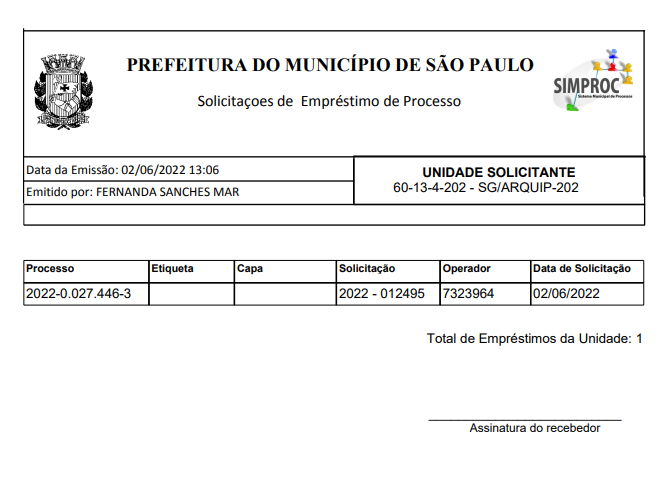 PREFEITURA DO MUNICÍPIO DE SÃO PAULO
Solicitaçoes de Empréstimo de Processo
SIMPROC
Sistema Municipal de Processos
Data da Emissão: 02/06/2022 13:06
Emitido por: FERNANDA SANCHES MAR
UNIDADE SOLICITANTE
60-13-4-202 - SG/ARQUIP-202
Processo Etiqueta Capa Solicitação Operador Data de Solicitação
2022-0.027.446-3 2022 - 012495 7323964 02/06/2022
Total de Empréstimos da Unidade: 1
Assinatura do recebedor